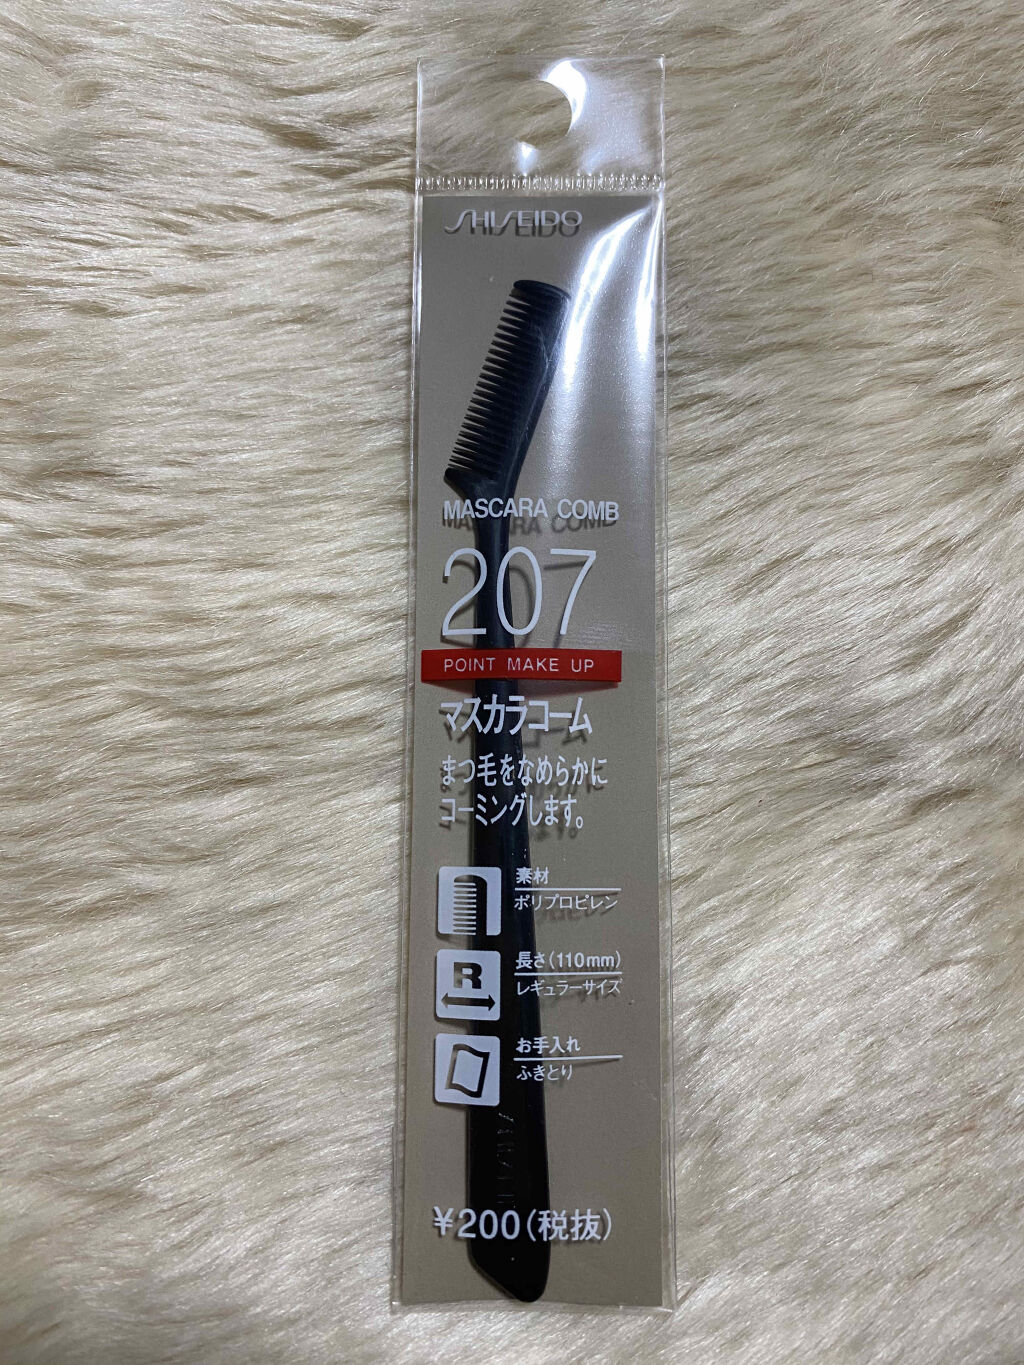 SHISEIDO
MASCARA COMB
207
POINT MAKE UP
マスカラコーム
まつ毛をなめらかに
コーミングします。
素材
ポリプロピレン
R
長さ(110mm)
レギュラーサイズ
お手入れ
ふきとり
¥200(税抜)